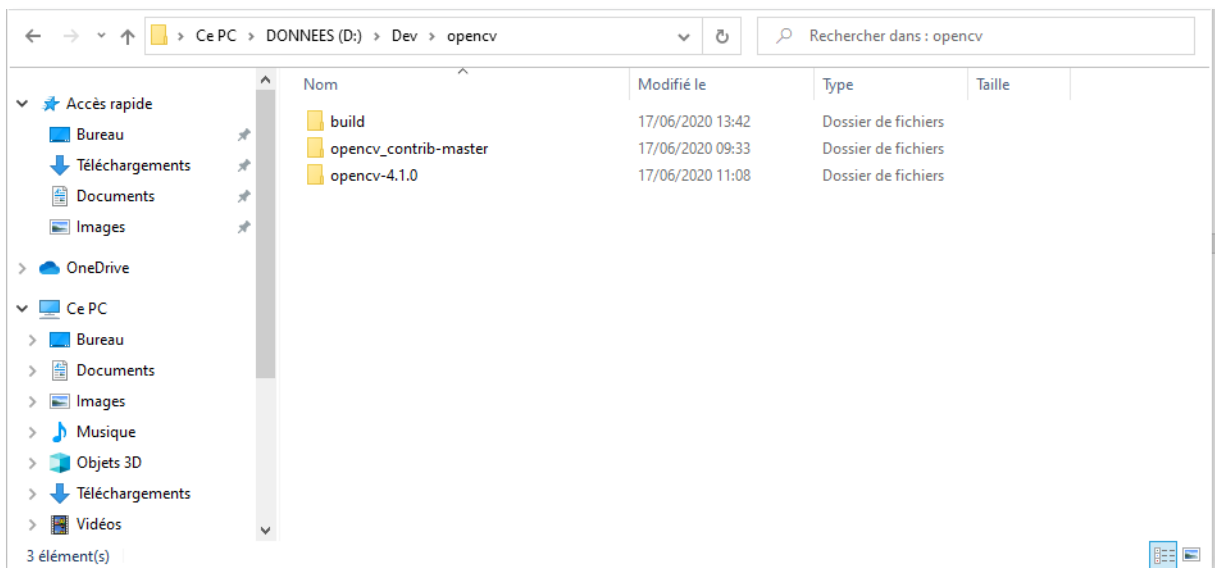 Ce PC > DONNEES (D:) > Dev > opencv
Rechercher dans : opencv
Nom Modifié le Type Taille
Accès rapide
Bureau
Téléchargements
Documents
Images
OneDrive
Ce PC
Bureau
Documents
Images
Musique
Objets 3D
Téléchargements
Vidéos
build 17/06/2020 13:42 Dossier de fichiers
opencv_contrib-master 17/06/2020 09:33 Dossier de fichiers
opencv-4.1.0 17/06/2020 11:08 Dossier de fichiers
3 élément(s)